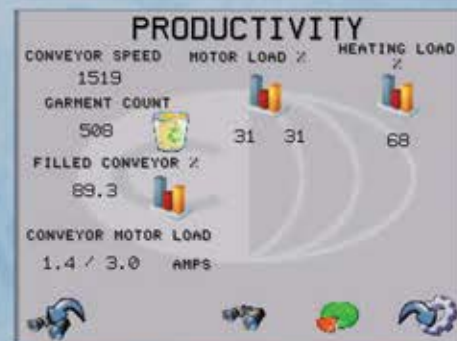 PRODUCTIVITY
CONVEYOR SPEED
1519
MOTOR LOAD %
31 31
HEATING LOAD
%
68
GARMENT COUNT
508
FILLED CONVEYOR %
89.3
CONVEYOR MOTOR LOAD
1.4 / 3.0 AMPS